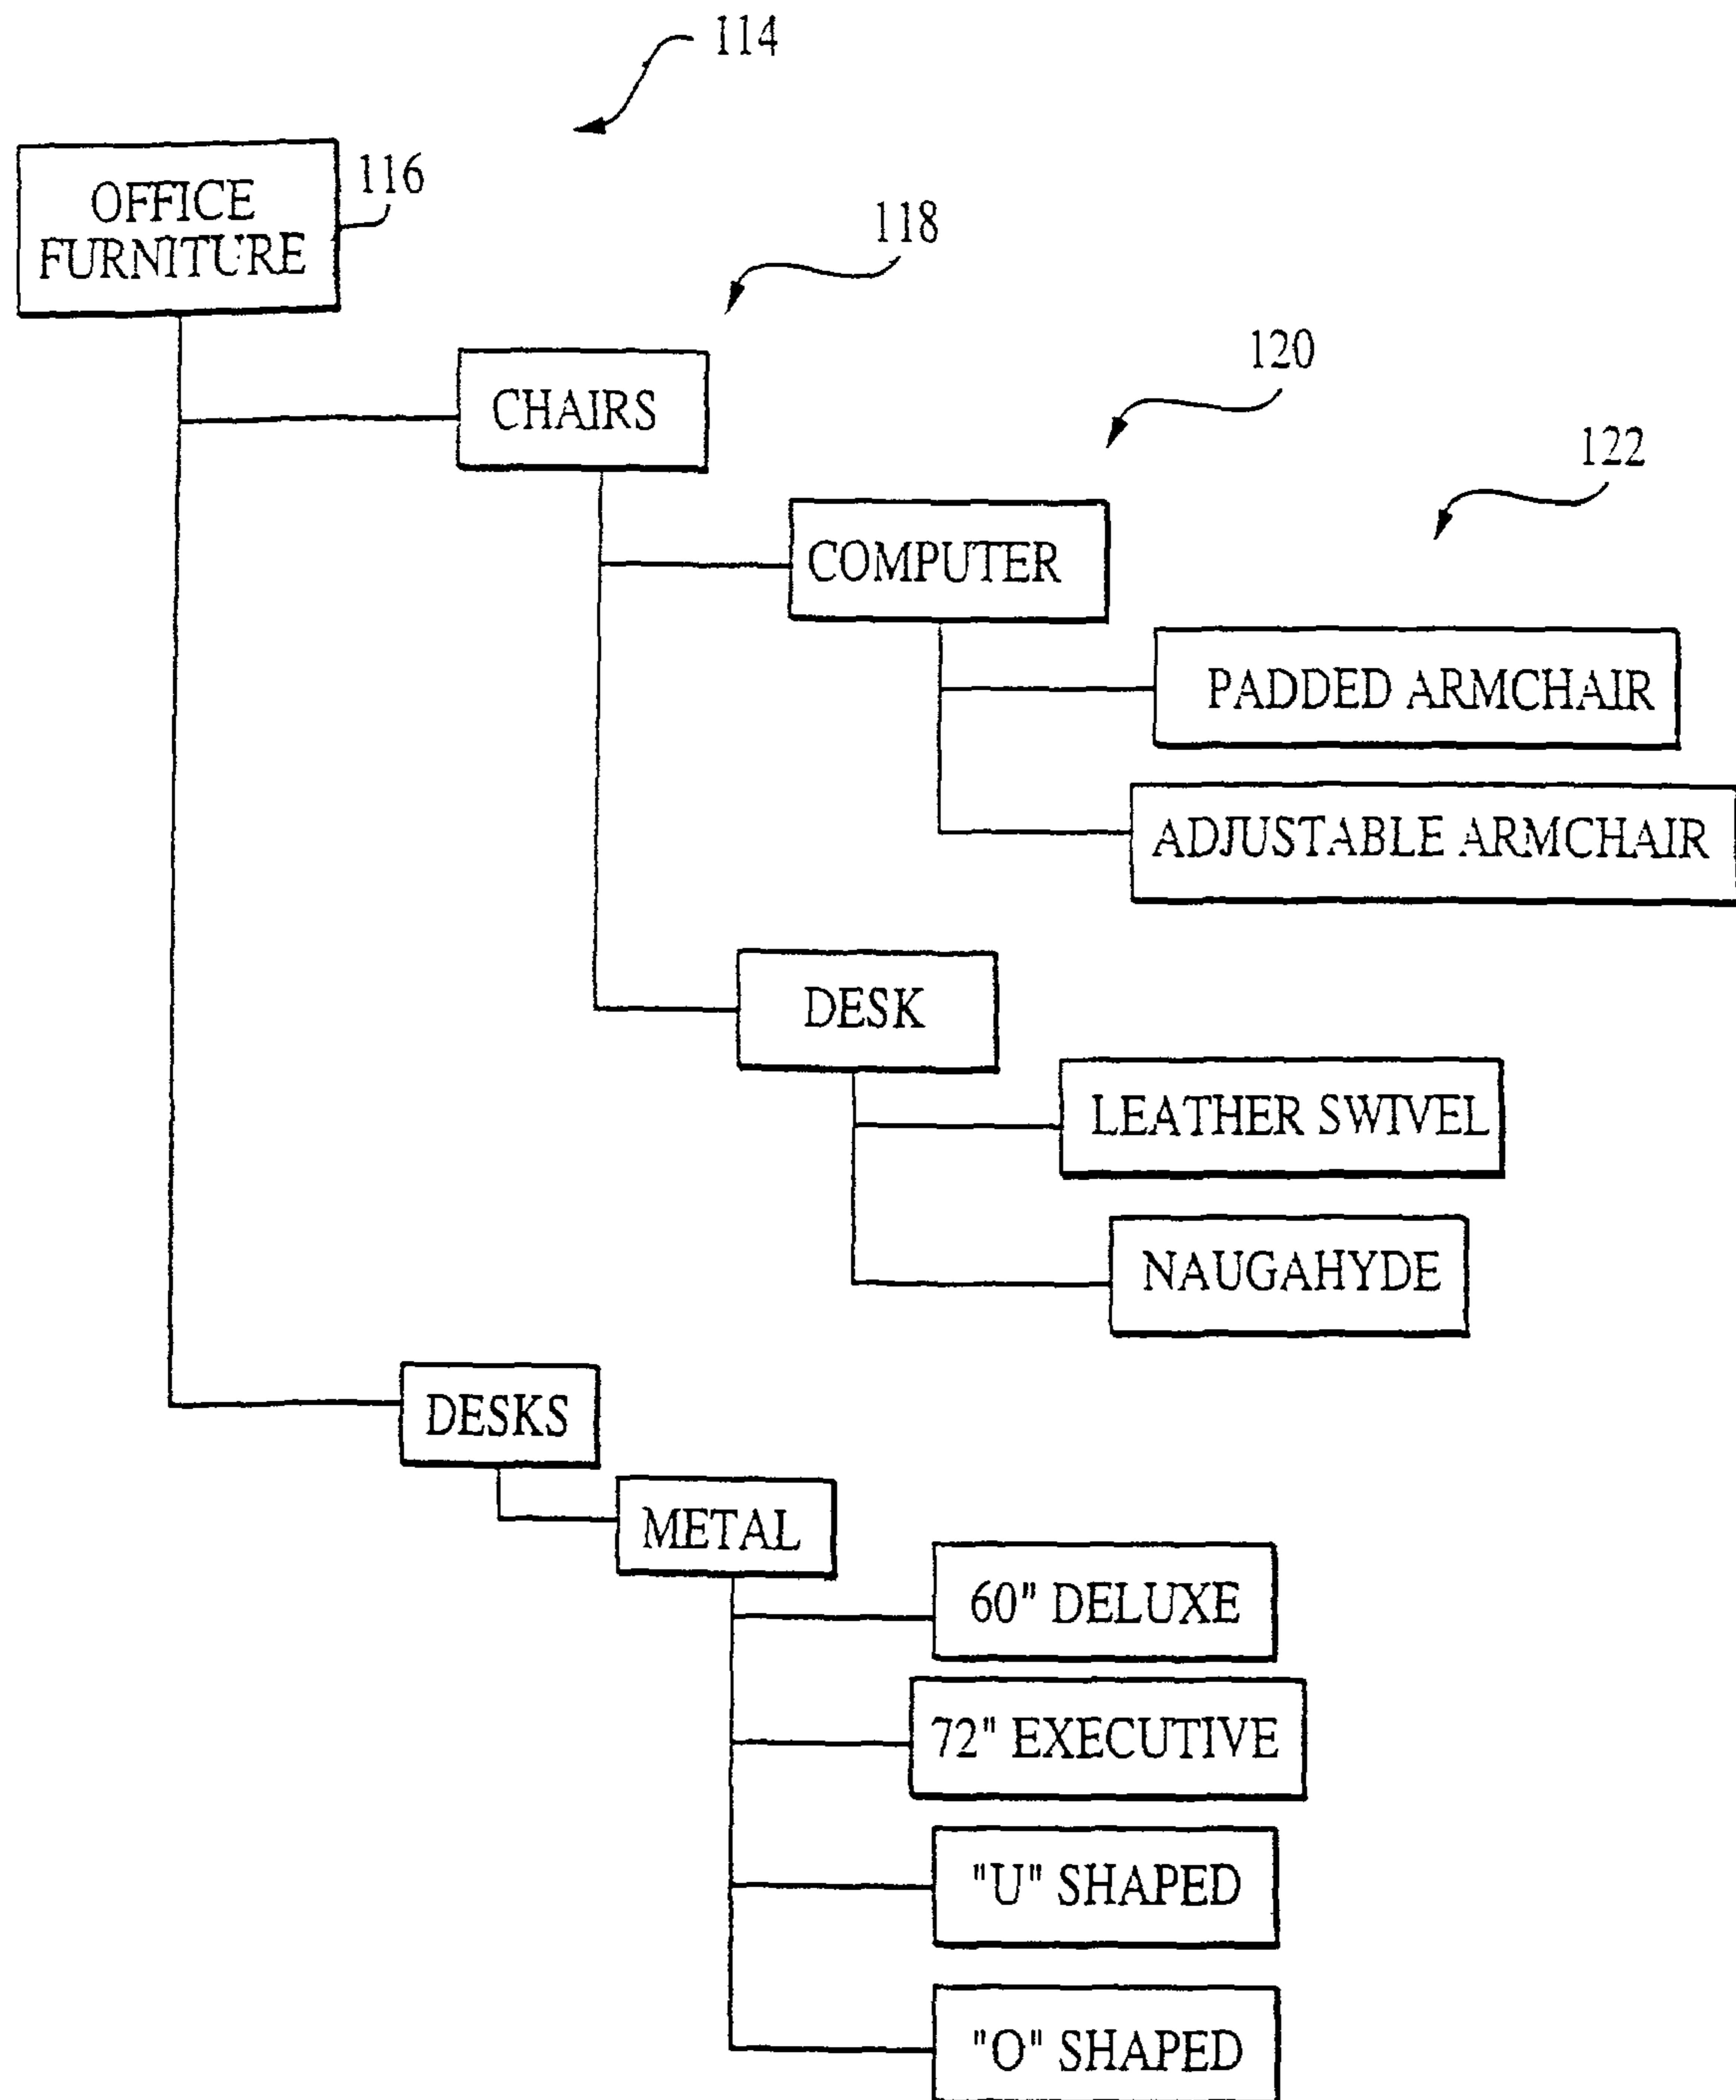 114
OFFICE
FURNITURE
116
118
CHAIRS
120
COMPUTER
122
PADDED ARMCHAIR
ADJUSTABLE ARMCHAIR
DESK
LEATHER SWIVEL
NAUGAHYDE
DESKS
METAL
60" DELUXE
72" EXECUTIVE
"U" SHAPED
"O" SHAPED